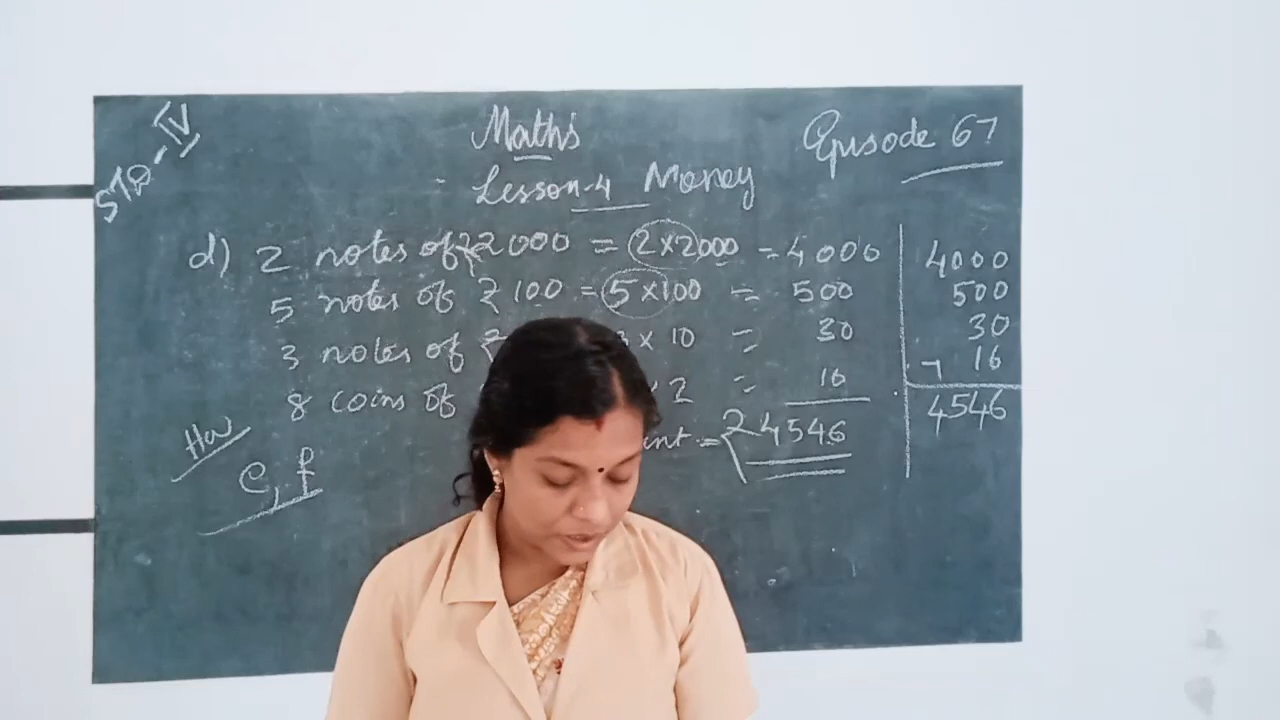 STD-IV
Maths
Episode 67
Lesson-4 Money
d) 2 notes of ₹2000 = 2×2000 = 4000
5 notes of ₹100 = 5×100 = 500
3 notes of ₹ 3 × 10 = 30
8 coins of × 2 = 16
= ₹4546
4000
500
30
16
4546
HW
e, f